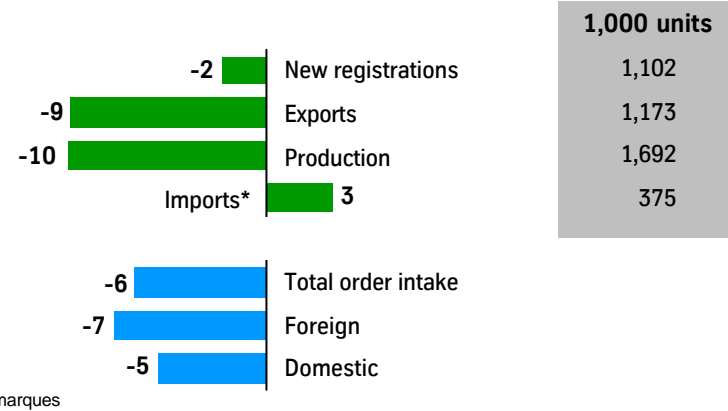 1,000 units
-2 New registrations 1,102
-9 Exports 1,173
-10 Production 1,692
Imports* 3 375
-6 Total order intake
-7 Foreign
-5 Domestic
marques